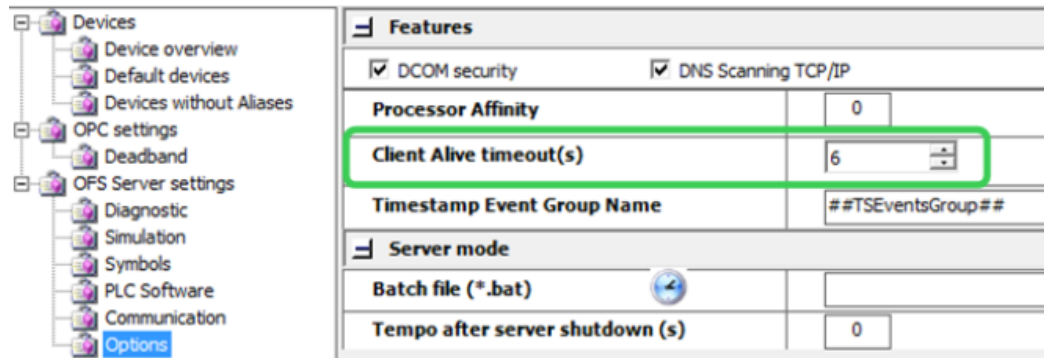 Devices
Device overview
Default devices
Devices without Aliases
OPC settings
Deadband
OFS Server settings
Diagnostic
Simulation
Symbols
PLC Software
Communication
Options
Features
DCOM security DNS Scanning TCP/IP
Processor Affinity 0
Client Alive timeout(s) 6
Timestamp Event Group Name ##TSEventsGroup##
Server mode
Batch file (*.bat)
Tempo after server shutdown (s) 0